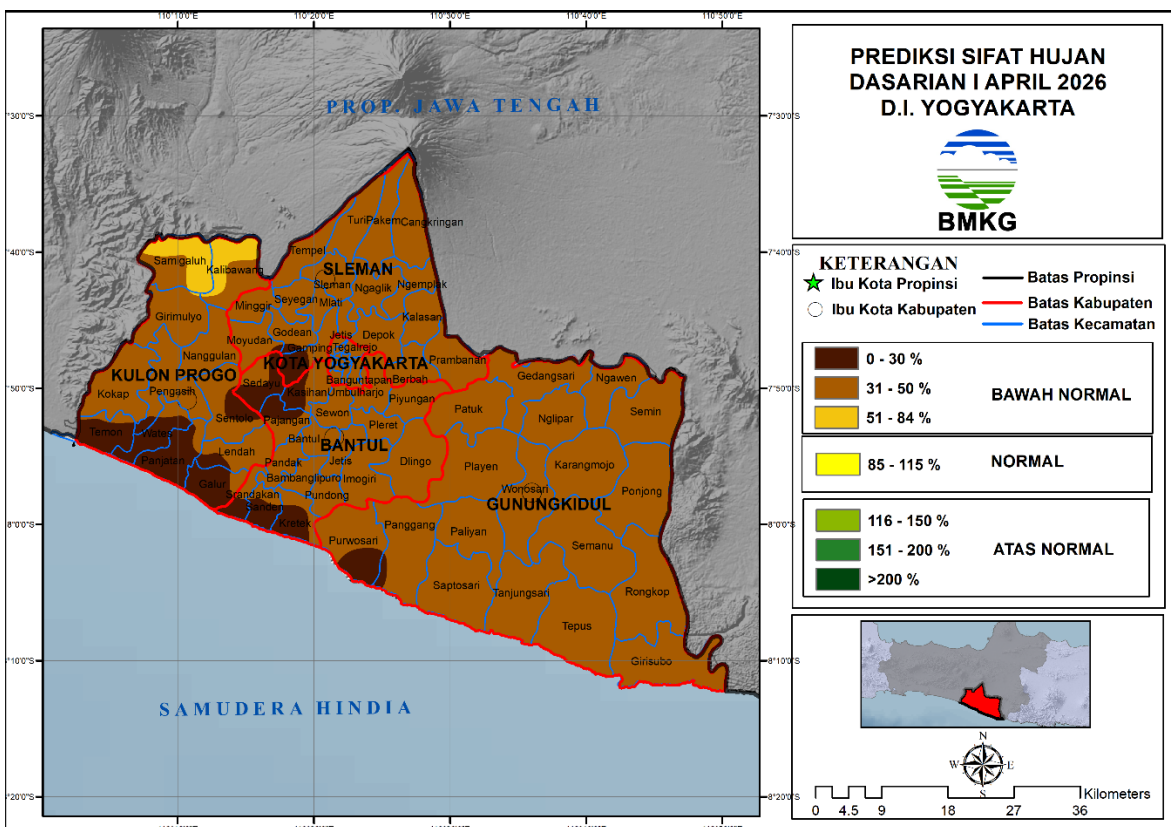 110°10'0"E
110°20'0"E
110°30'0"E
110°40'0"E
110°50'0"E
7°30'0"S
7°40'0"S
7°50'0"S
8°0'0"S
8°10'0"S
8°20'0"S
PROP. JAWA TENGAH
Turi
Pakem
Cangkringan
Tempel
SLEMAN
Sleman
Ngaglik
Ngemplak
Samigaluh
Kalibawang
Minggir
Seyegan
Mlati
Kalasan
Girimulyo
Moyudan
Godean
Jetis
Depok
Gamping
Tegalrejo
Nanggulan
KOTA YOGYAKARTA
Prambanan
KULON PROGO
Sedayu
Banguntapan
Berbah
Gedangsari
Ngawen
Kokap
Pengasih
Kasihan
Umbulharjo
Piyungan
Patuk
Nglipar
Semin
Sentolo
Pajangan
Sewon
Pleret
Temon
Wates
Bantul
BANTUL
Lendah
Pandak
Jetis
Dlingo
Playen
Karangmojo
Panjatan
Bambanglipuro
Imogiri
Galur
Srandakan
Pundong
Wonosari
Ponjong
Sanden
GUNUNGKIDUL
Kretek
Panggang
Paliyan
Purwosari
Semanu
Saptosari
Tanjungsari
Rongkop
Tepus
Girisubo
SAMUDERA HINDIA
PREDIKSI SIFAT HUJAN
DASARIAN I APRIL 2026
D.I. YOGYAKARTA
BMKG
KETERANGAN
Ibu Kota Propinsi
Ibu Kota Kabupaten
Batas Propinsi
Batas Kabupaten
Batas Kecamatan
0 - 30 %
31 - 50 %
51 - 84 %
BAWAH NORMAL
85 - 115 %
NORMAL
116 - 150 %
151 - 200 %
>200 %
ATAS NORMAL
N
W
E
S
Kilometers
0 4.5 9 18 27 36